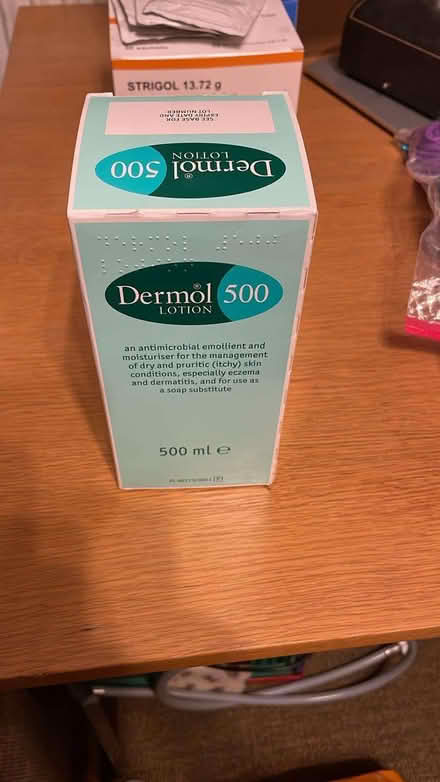 STRIGOL 13.72 g
SEE BASE FOR
EXPIRY DATE AND
LOT NUMBER
Dermol® 500
LOTION
Dermol® 500
LOTION
an antimicrobial emollient and
moisturiser for the management
of dry and pruritic (itchy) skin
conditions, especially eczema
and dermatitis, and for use as
a soap substitute
500 ml ℮